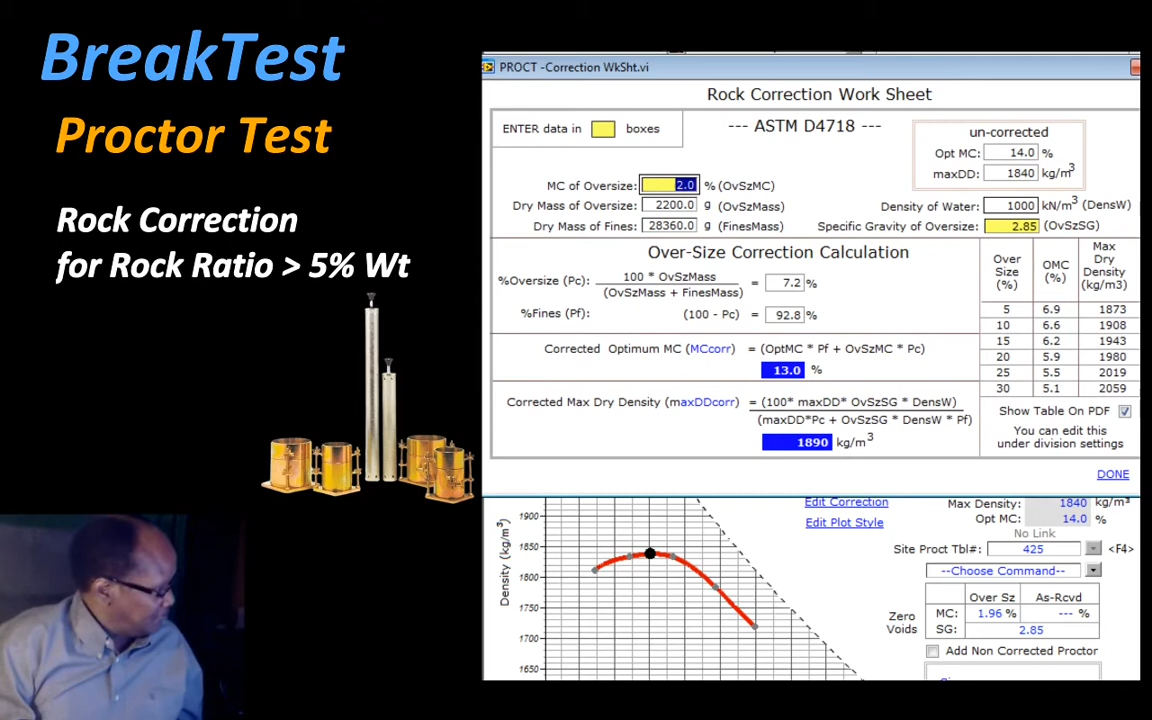 BreakTest
Proctor Test
Rock Correction
for Rock Ratio > 5% Wt
PROCT -Correction WkSht.vi
Rock Correction Work Sheet
ENTER data in boxes
--- ASTM D4718 ---
un-corrected
Opt MC: 14.0 %
maxDD: 1840 kg/m3
MC of Oversize: 2.0 % (OvSzMC)
Dry Mass of Oversize: 2200.0 g (OvSzMass)
Density of Water: 1000 kN/m3 (DensW)
Dry Mass of Fines: 28360.0 g (FinesMass)
Specific Gravity of Oversize: 2.85 (OvSzSG)
Over-Size Correction Calculation
%Oversize (Pc): 100 * OvSzMass
(OvSzMass + FinesMass) = 7.2 %
%Fines (Pf): (100 - Pc) = 92.8 %
Corrected Optimum MC (MCcorr) = (OptMC * Pf + OvSzMC * Pc)
13.0 %
Corrected Max Dry Density (maxDDcorr) = (100* maxDD* OvSzSG * DensW)
(maxDD*Pc + OvSzSG * DensW * Pf)
1890 kg/m3
Over Size (%) OMC (%) Max Dry Density (kg/m3)
5 6.9 1873
10 6.6 1908
15 6.2 1943
20 5.9 1980
25 5.5 2019
30 5.1 2059
Show Table On PDF
You can edit this
under division settings
DONE
Density (kg/m3)
1900
1850
1800
1750
1700
1650
Edit Correction
Edit Plot Style
Max Density: 1840 kg/m3
Opt MC: 14.0 %
No Link
Site Proct Tbl#: 425 <F4>
--Choose Command--
Over Sz As-Rcvd
Zero
Voids
MC: 1.96 % --- %
SG: 2.85
Add Non Corrected Proctor